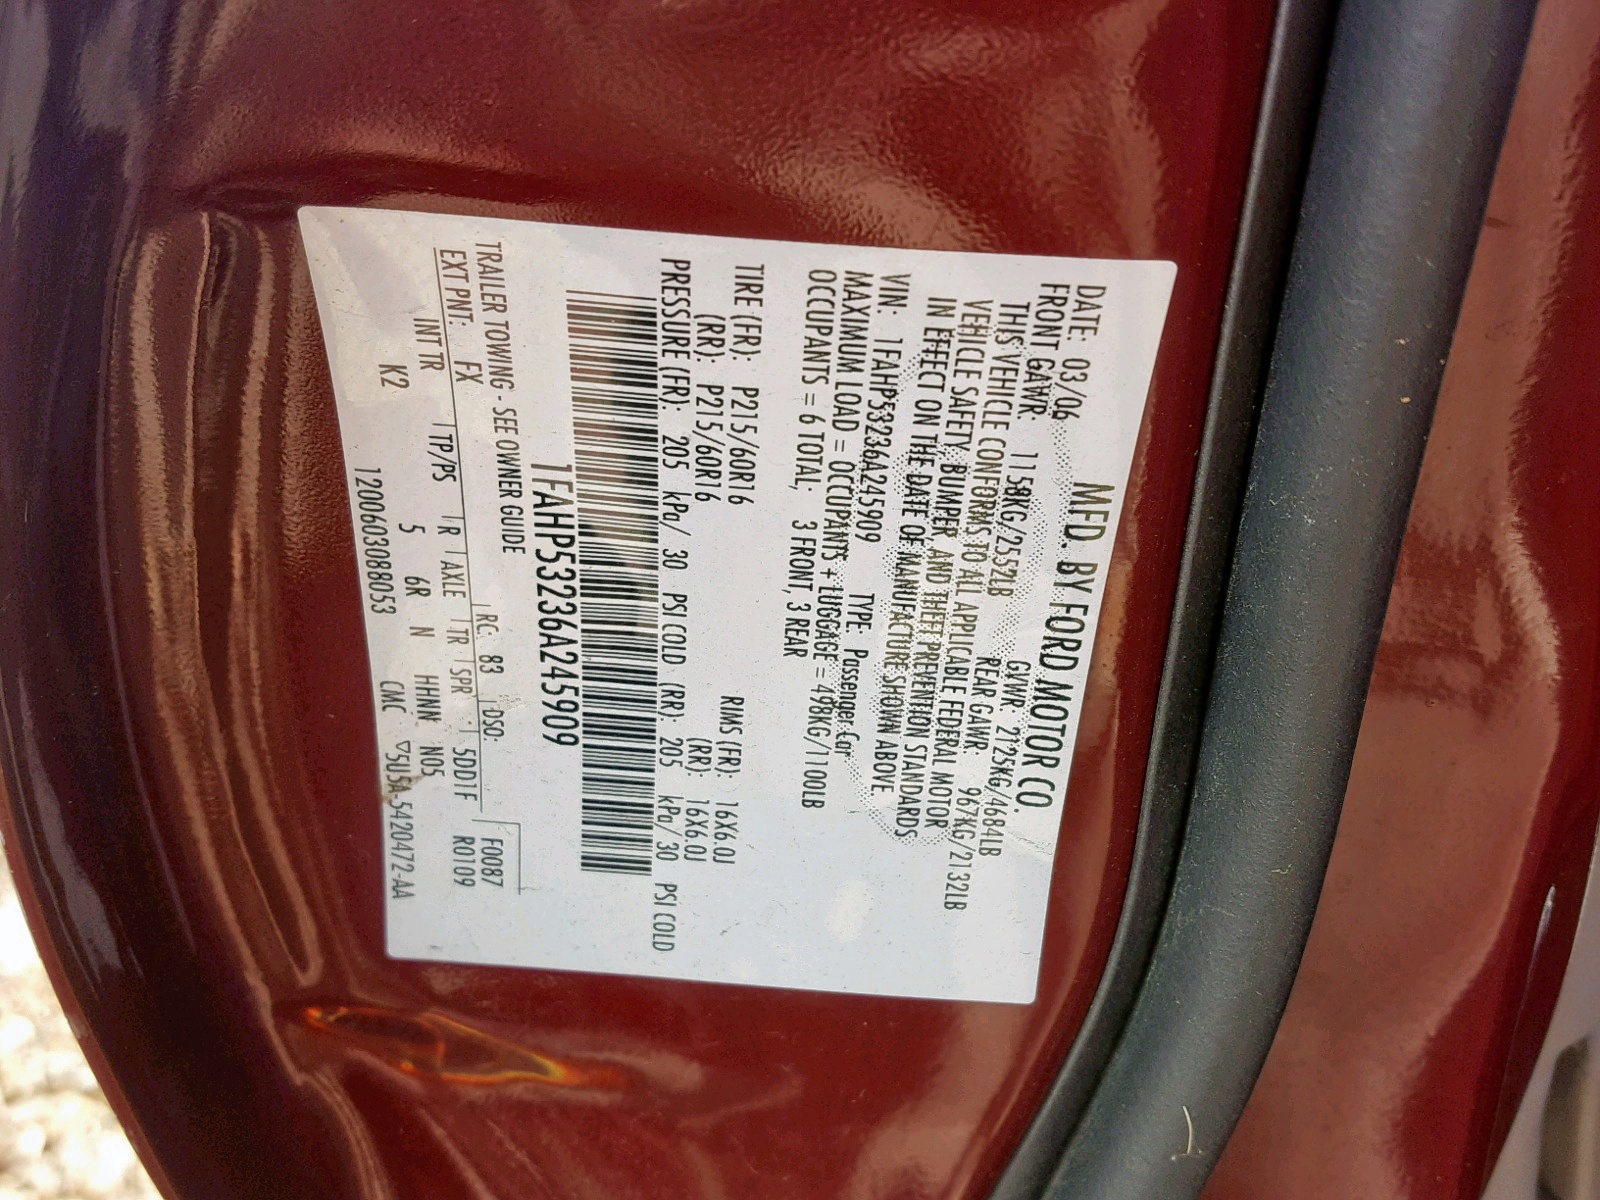 MFD. BY FORD MOTOR CO.
DATE: 03/06 GVWR: 2125KG/4684LB
FRONT GAWR: 1158KG/2552LB REAR GAWR: 967KG/2132LB
THIS VEHICLE CONFORMS TO ALL APPLICABLE FEDERAL MOTOR
VEHICLE SAFETY, BUMPER, AND THEFT PREVENTION STANDARDS
IN EFFECT ON THE DATE OF MANUFACTURE SHOWN ABOVE.
VIN: 1FAHP53236A245909 TYPE: Passenger Car
MAXIMUM LOAD = OCCUPANTS + LUGGAGE = 498KG/1100LB
OCCUPANTS = 6 TOTAL, 3 FRONT, 3 REAR
TIRE (FR): P215/60R16 RIMS (FR): 16X6.0J
(RR): P215/60R16 (RR): 16X6.0J
PRESSURE (FR): 205 kPa/ 30 PSI COLD (RR): 205 kPa/ 30 PSI COLD
1FAHP53236A245909
TRAILER TOWING - SEE OWNER GUIDE
F0087
EXT PNT: FX RC: 83 DSO:
INT TR TP/PS R AXLE TR SPR 5DD1F R0109
K2 5 6R N HHNN N05
1200603088053 CNC ▽5U5A-5420472-AA